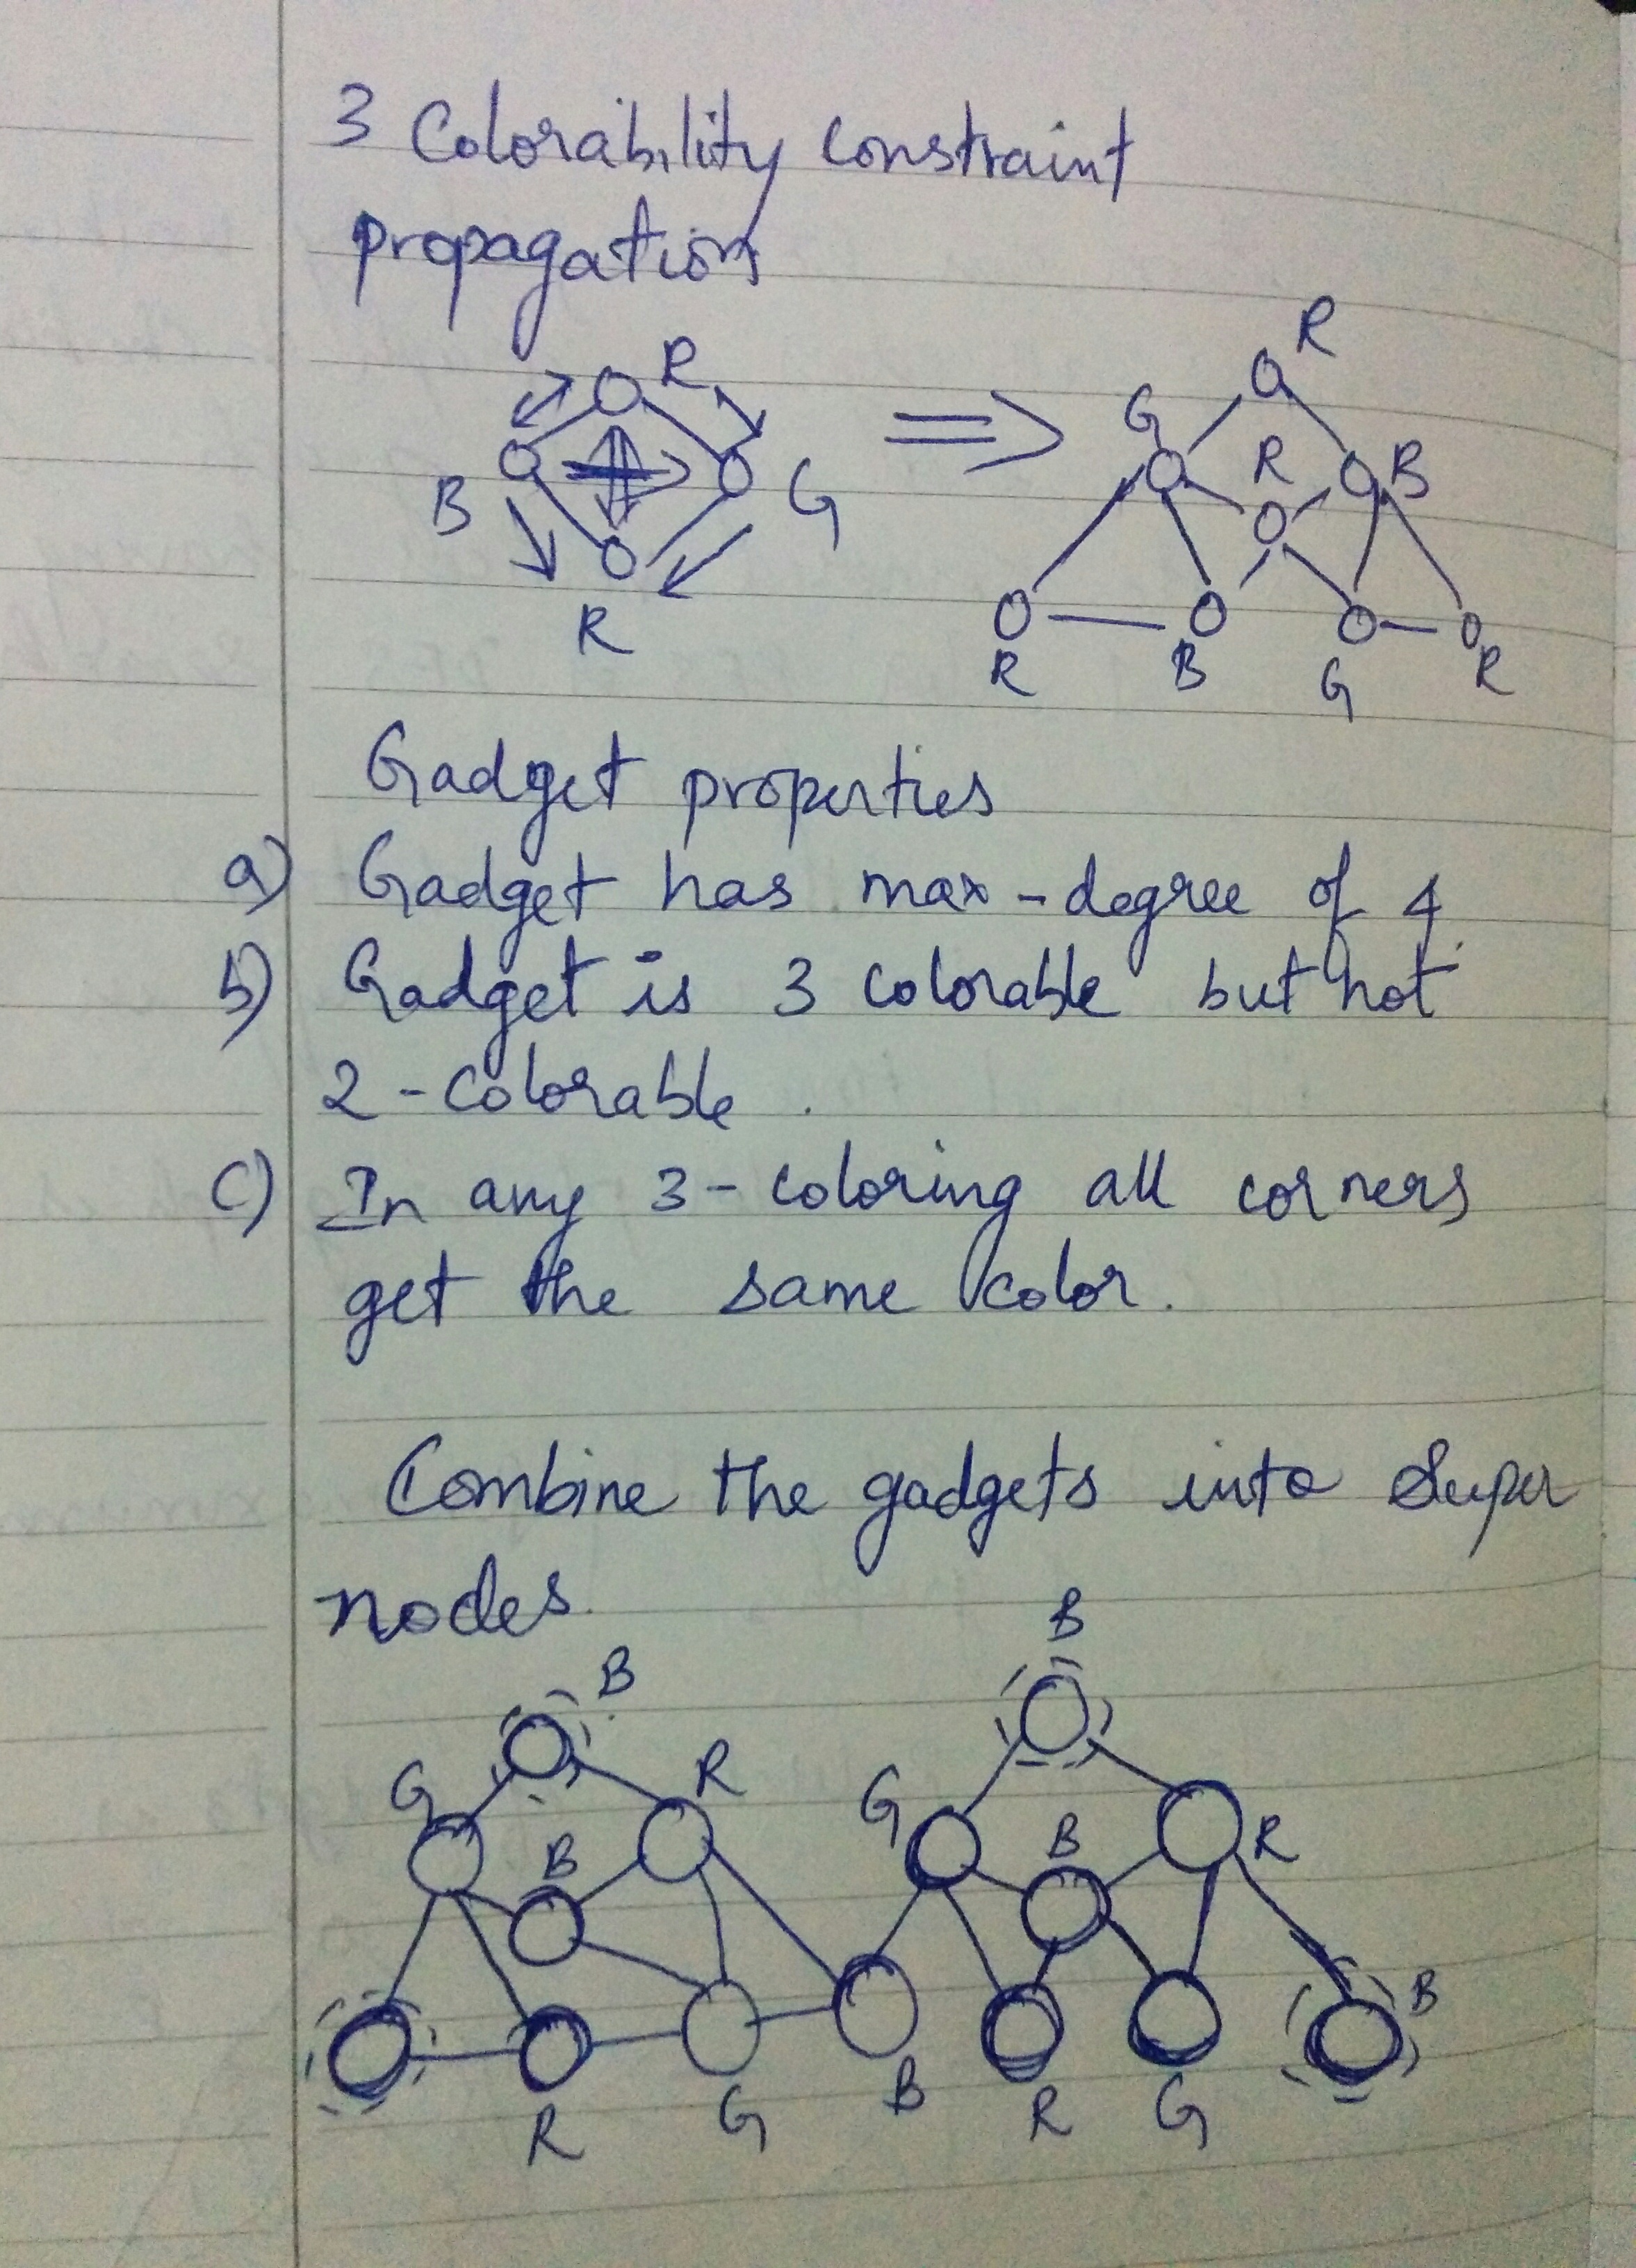 3 Colorability constraint
propagation
R
R
G
B
G
R
B
R
R
B
G
R
Gadget properties
a) Gadget has max-degree of 4
b) Gadget is 3 colorable but not
2-colorable.
c) In any 3-coloring all corners
get the same color.
Combine the gadgets into Super
nodes.
B
B
G
R
G
B
B
R
B
R
G
B
R
G